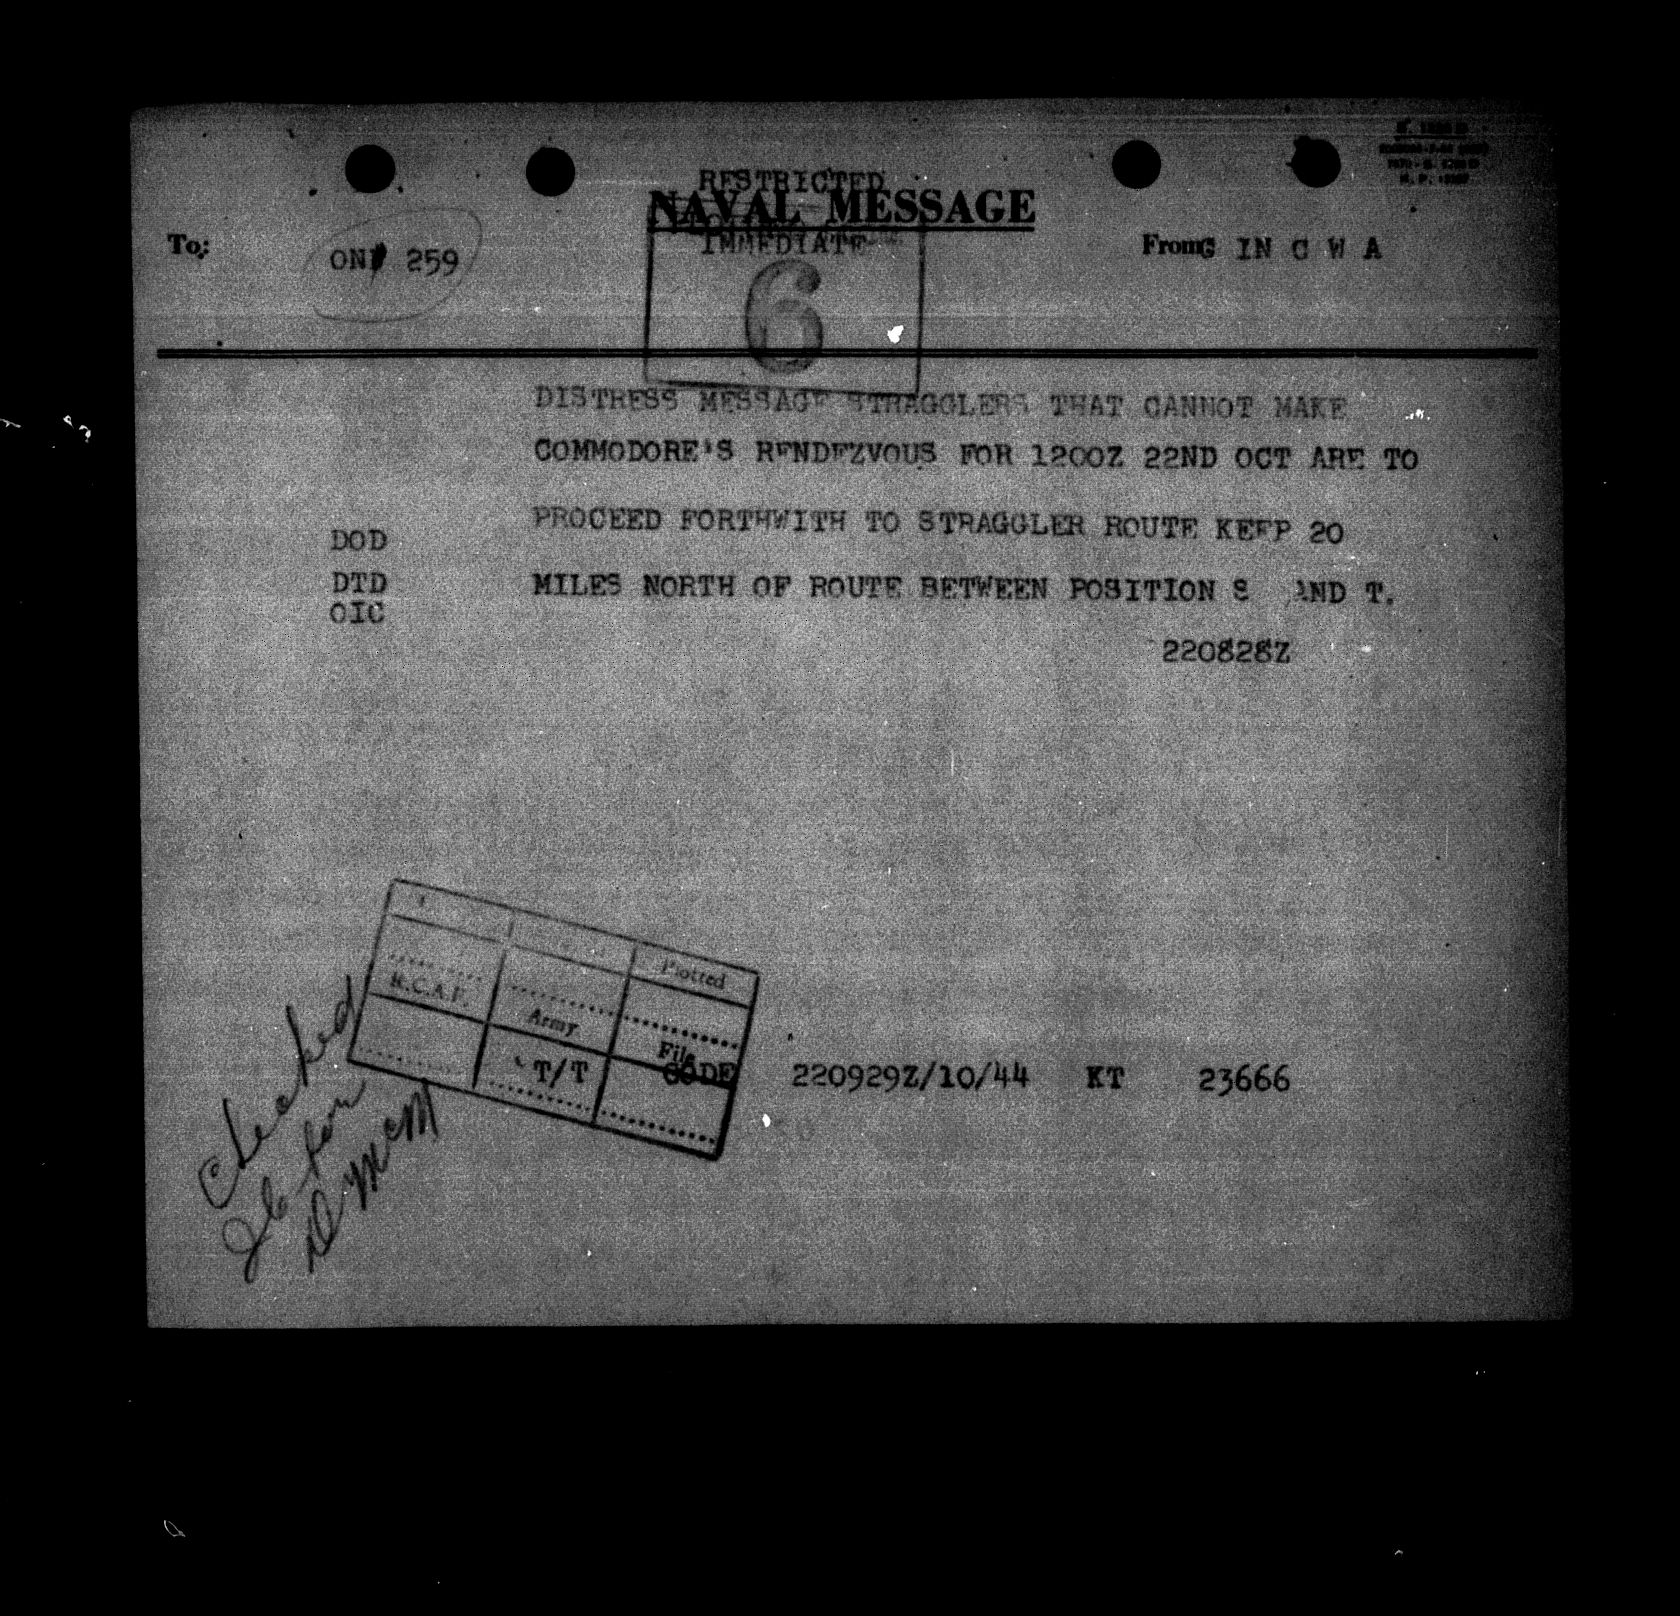 RESTRICTED
NAVAL MESSAGE
IMMEDIATE
To:
ON 259
From:
C IN C W A
6
DISTRESS MESSAGE STRAGGLERS THAT CANNOT MAKE
COMMODORE'S RENDEZVOUS FOR 1200Z 22ND OCT ARE TO
PROCEED FORTHWITH TO STRAGGLER ROUTE KEEP 20
DOD
DTD
MILES NORTH OF ROUTE BETWEEN POSITION S AND T.
OIC
220828Z
Plotted
R.C.A.F.
Army
File
T/T
CODE 220929Z/10/44 KT 23666
Checked